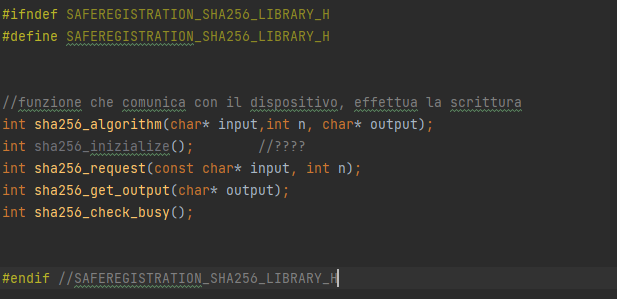 #ifndef SAFEREGISTRATION_SHA256_LIBRARY_H
#define SAFEREGISTRATION_SHA256_LIBRARY_H
//funzione che comunica con il dispositivo, effettua la scrittura
int sha256_algorithm(char* input,int n, char* output);
int sha256_inizialize();        //????
int sha256_request(const char* input, int n);
int sha256_get_output(char* output);
int sha256_check_busy();
#endif //SAFEREGISTRATION_SHA256_LIBRARY_H